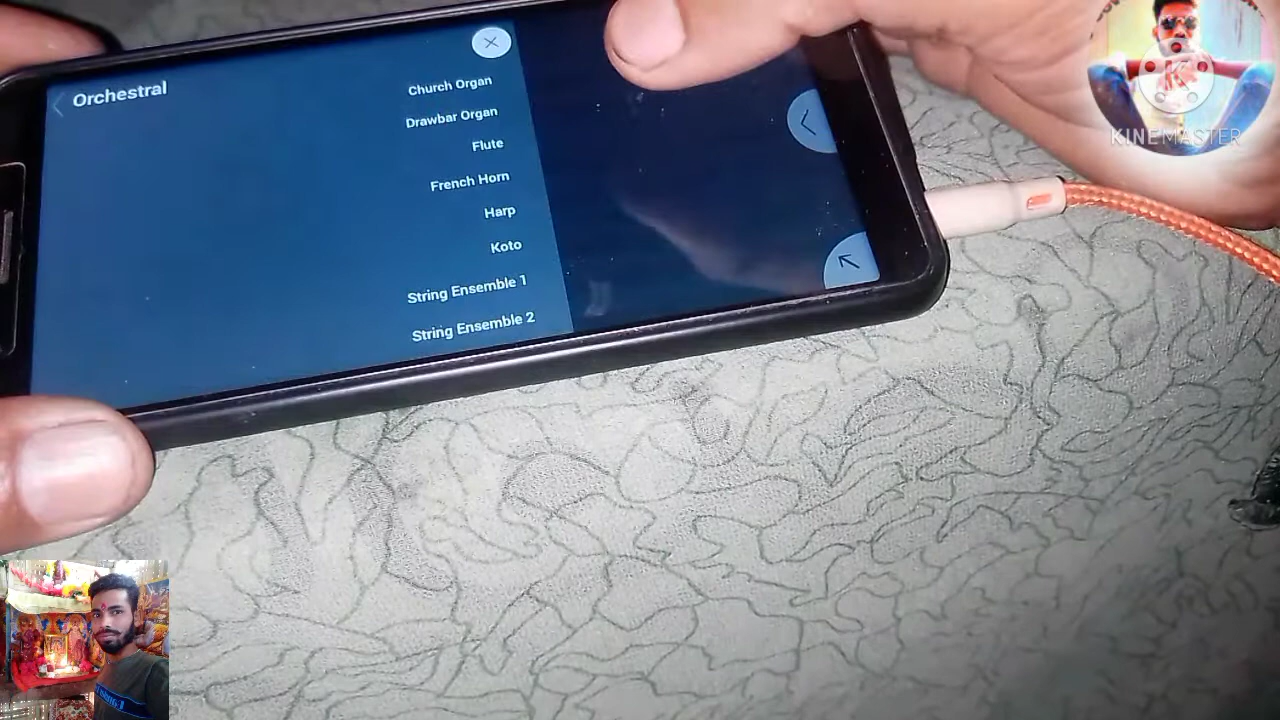 Orchestral
Church Organ
Drawbar Organ
Flute
French Horn
Harp
Koto
String Ensemble 1
String Ensemble 2
K
KINEMASTER